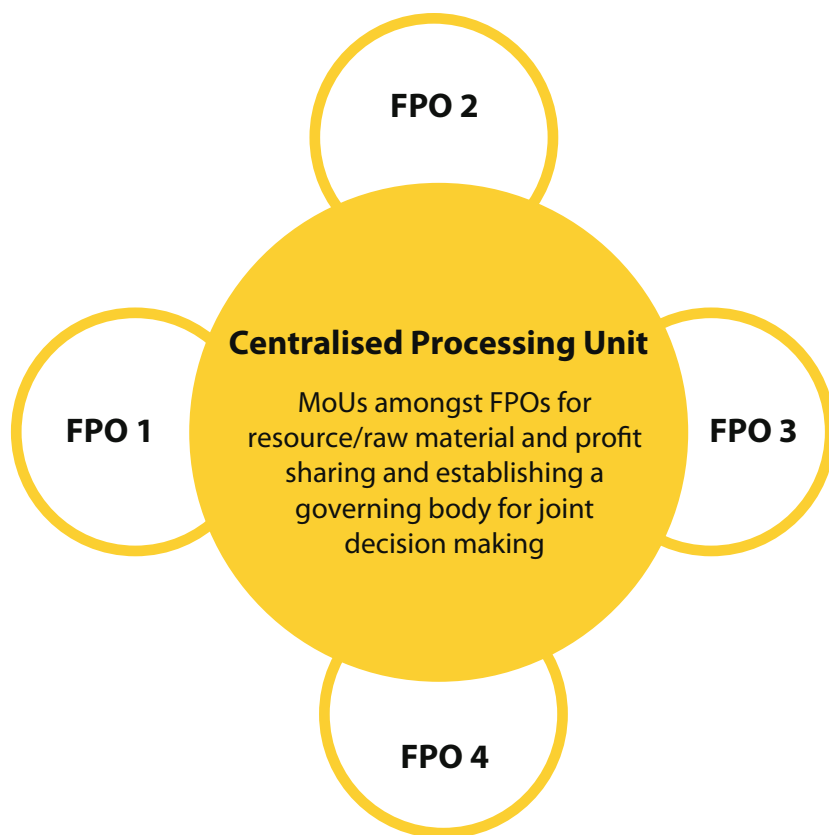 FPO 2
Centralised Processing Unit
MoUs amongst FPOs for
resource/raw material and profit
sharing and establishing a
governing body for joint
decision making
FPO 1
FPO 3
FPO 4